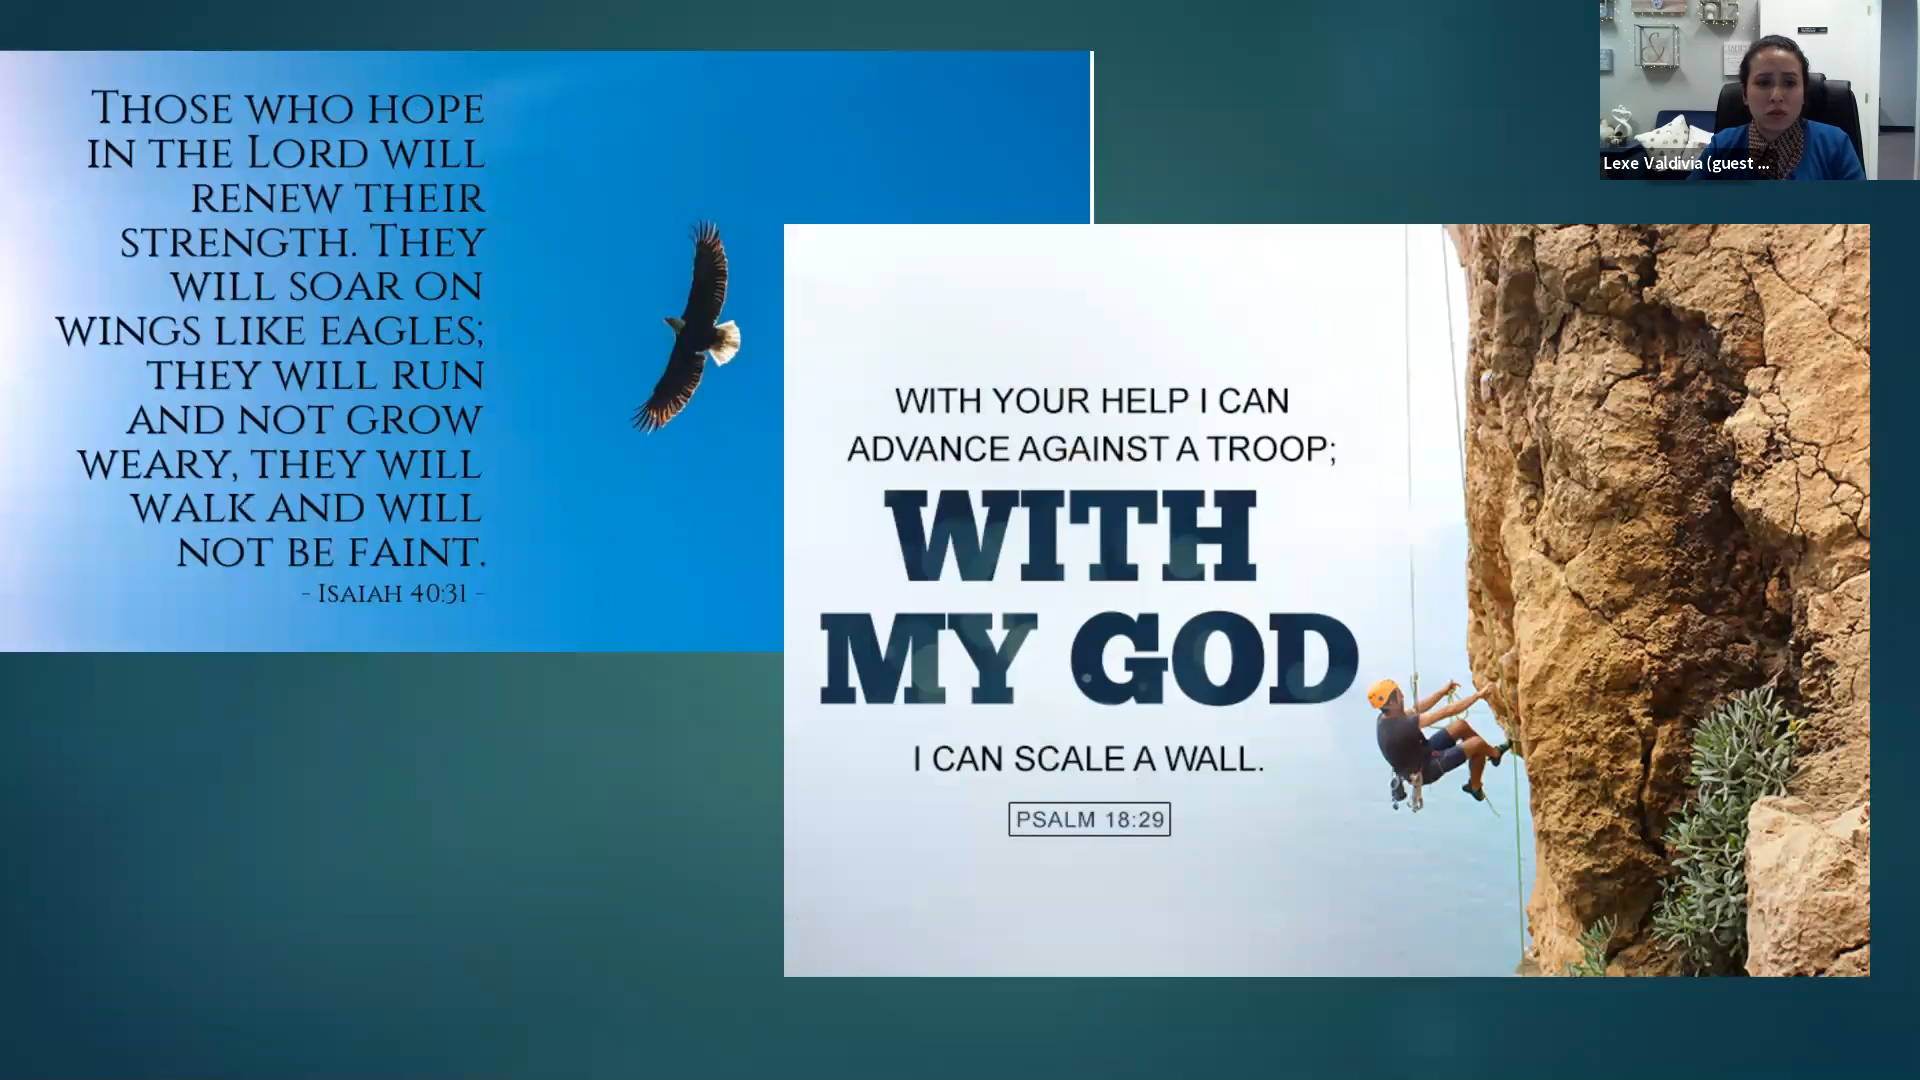 Those who hope
in the Lord will
renew their
strength. They
will soar on
wings like eagles;
they will run
and not grow
weary, they will
walk and will
not be faint.
- Isaiah 40:31 -
WITH YOUR HELP I CAN
ADVANCE AGAINST A TROOP;
WITH
MY GOD
I CAN SCALE A WALL.
PSALM 18:29
&
Lexe Valdivia (guest ...